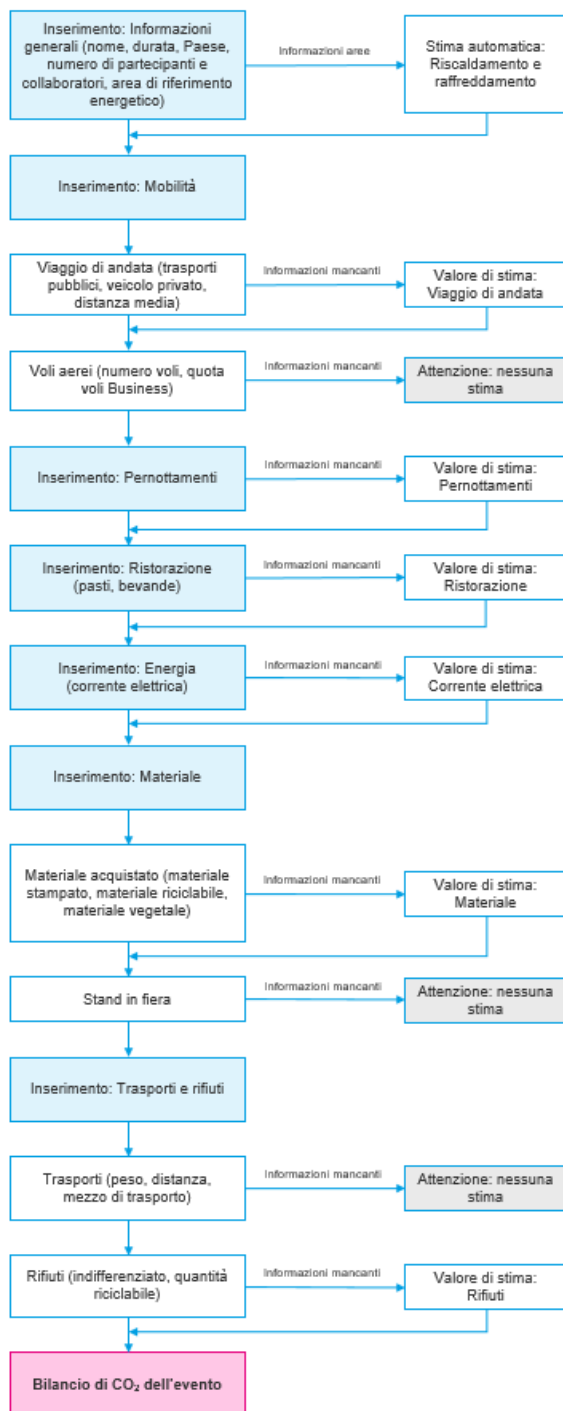 Inserimento: Informazioni
generali (nome, durata, Paese,
numero di partecipanti e
collaboratori, area di riferimento
energetico)
Informazioni aree
Stima automatica:
Riscaldamento e
raffreddamento
Inserimento: Mobilità
Viaggio di andata (trasporti
pubblici, veicolo privato,
distanza media)
Informazioni mancanti
Valore di stima:
Viaggio di andata
Voli aerei (numero voli, quota
voli Business)
Informazioni mancanti
Attenzione: nessuna
stima
Inserimento: Pernottamenti
Informazioni mancanti
Valore di stima:
Pernottamenti
Inserimento: Ristorazione
(pasti, bevande)
Informazioni mancanti
Valore di stima:
Ristorazione
Inserimento: Energia
(corrente elettrica)
Informazioni mancanti
Valore di stima:
Corrente elettrica
Inserimento: Materiale
Materiale acquistato (materiale
stampato, materiale riciclabile,
materiale vegetale)
Informazioni mancanti
Valore di stima:
Materiale
Stand in fiera
Informazioni mancanti
Attenzione: nessuna
stima
Inserimento: Trasporti e rifiuti
Trasporti (peso, distanza,
mezzo di trasporto)
Informazioni mancanti
Attenzione: nessuna
stima
Rifiuti (indifferenziato, quantità
riciclabile)
Informazioni mancanti
Valore di stima:
Rifiuti
Bilancio di CO₂ dell'evento